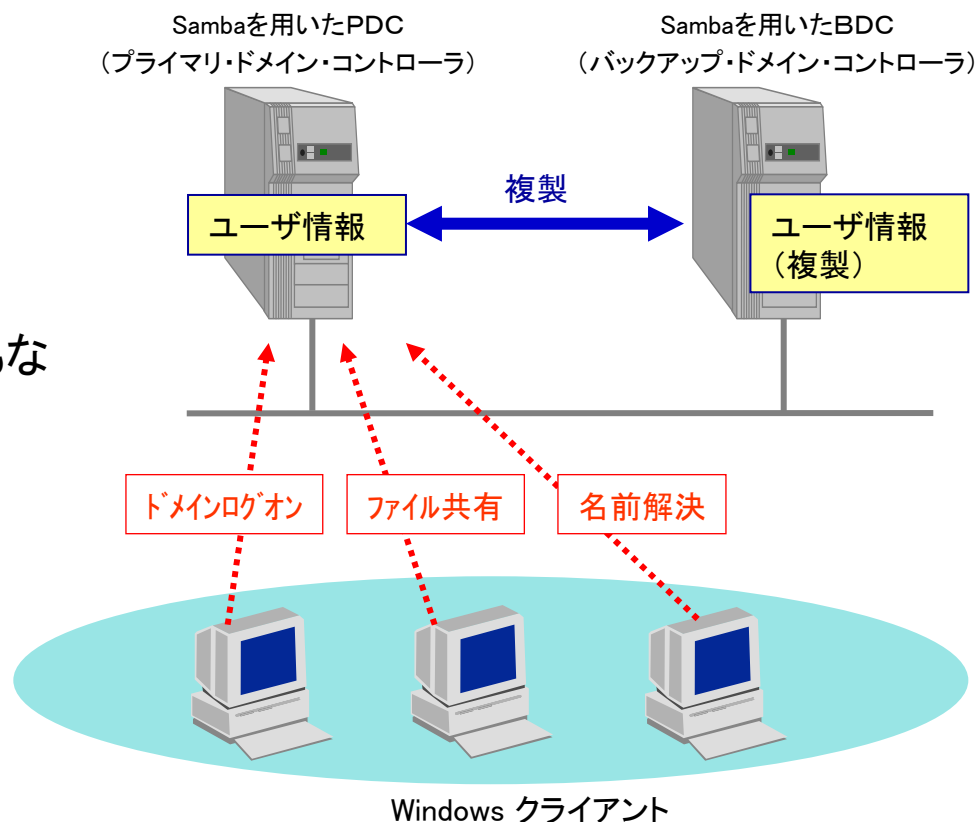 Sambaを用いたPDC
（プライマリ・ドメイン・コントローラ）
Sambaを用いたBDC
（バックアップ・ドメイン・コントローラ）
複製
ユーザ情報
ユーザ情報
（複製）
な
ﾄﾞﾒｲﾝﾛｸﾞｵﾝ
ファイル共有
名前解決
Windows クライアント